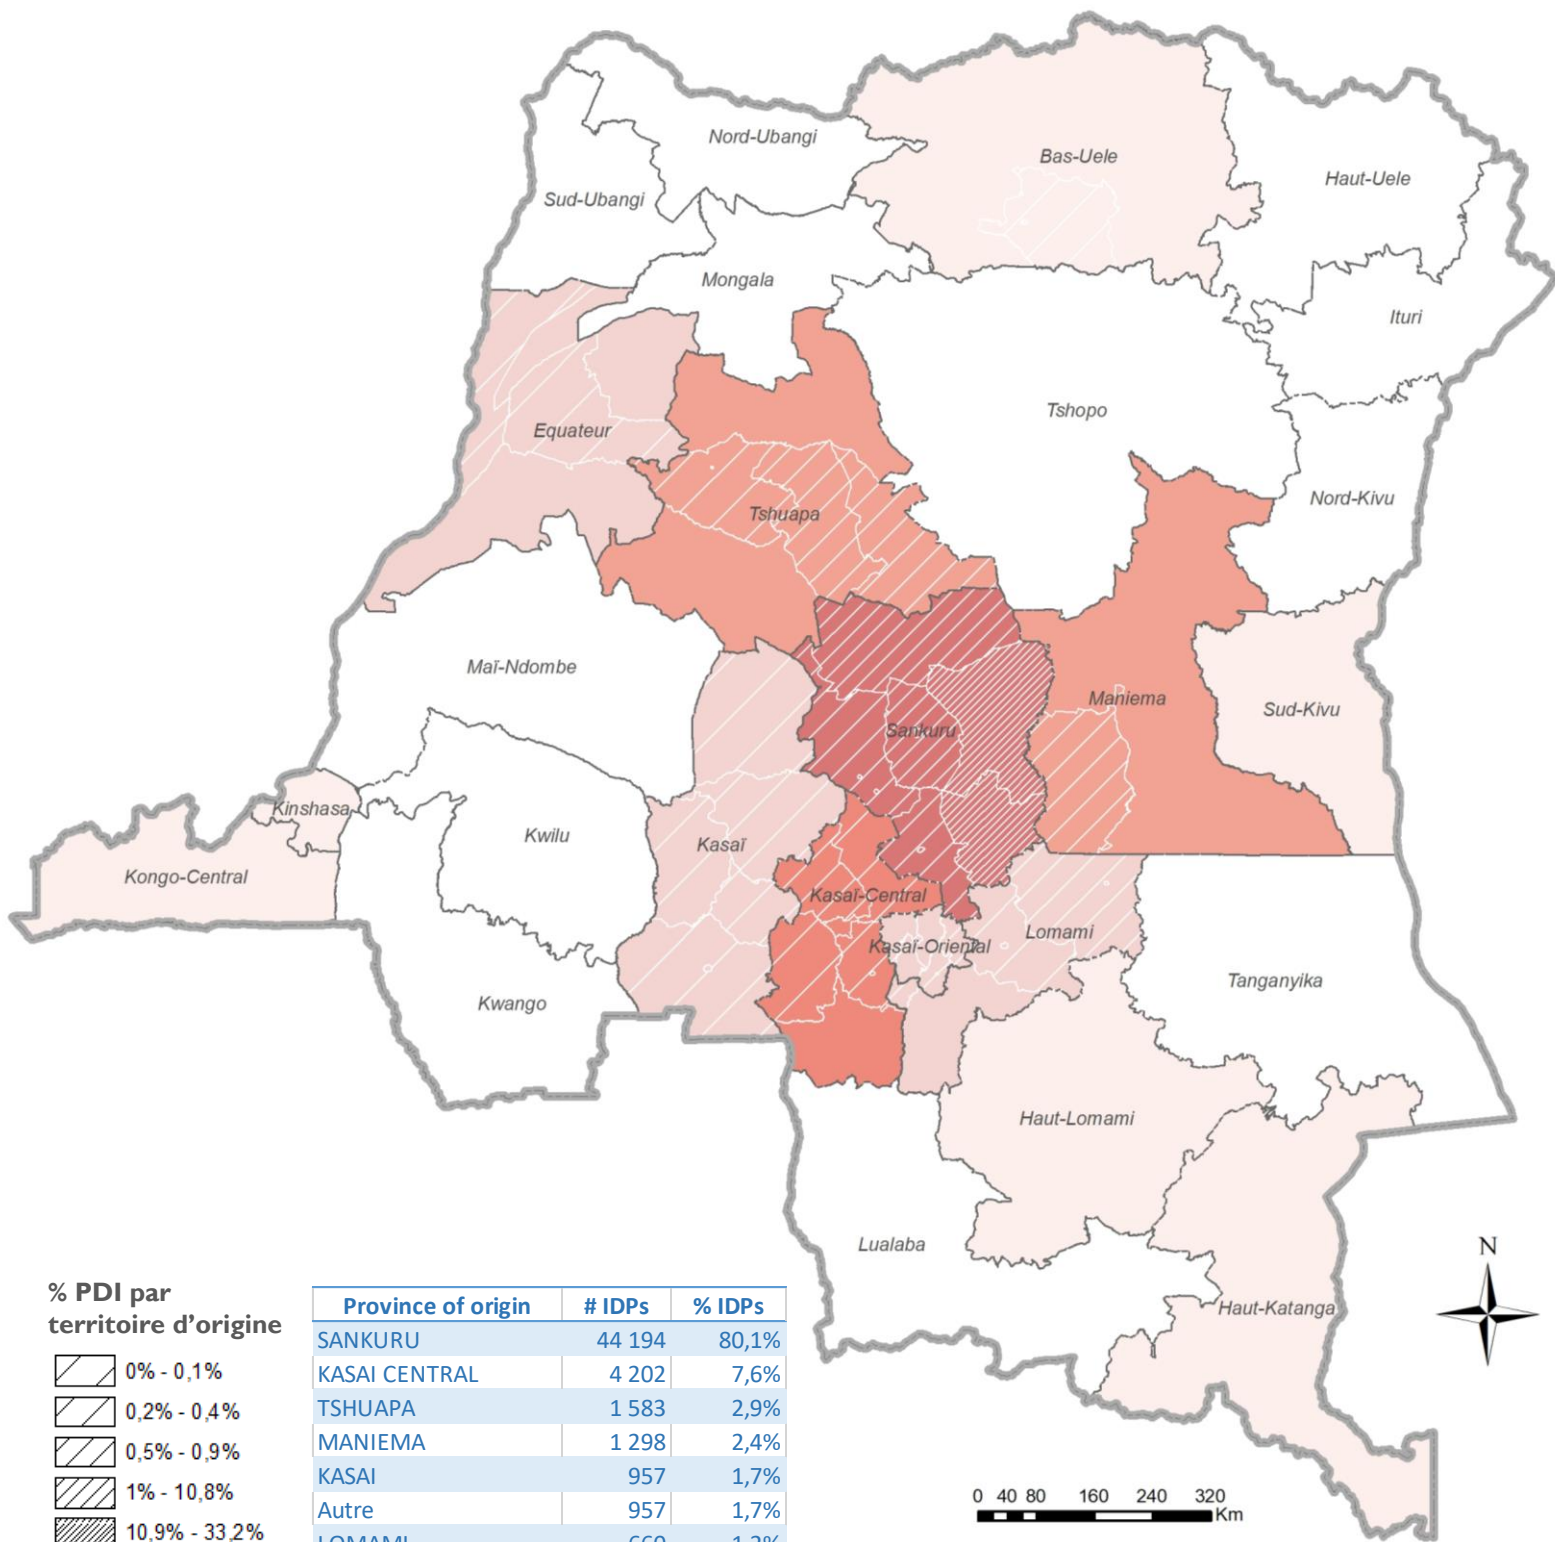 Nord-Ubangi
Bas-Uele
Haut-Uele
Sud-Ubangi
Mongala
Ituri
Tshopo
Equateur
Nord-Kivu
Tshuapa
Maï-Ndombe
Maniema
Sud-Kivu
Sankuru
Kinshasa
Kwilu
Kasaï
Kongo-Central
Kasaï-Central
Lomami
Kasaï-Oriental
Tanganyika
Kwango
Haut-Lomami
Lualaba
Haut-Katanga
N
% PDI par
territoire d'origine
0% - 0,1%
0,2% - 0,4%
0,5% - 0,9%
1% - 10,8%
10,9% - 33,2%
Province of origin # IDPs % IDPs
SANKURU 44 194 80,1%
KASAI CENTRAL 4 202 7,6%
TSHUAPA 1 583 2,9%
MANIEMA 1 298 2,4%
KASAI 957 1,7%
Autre 957 1,7%
LOMAMI
0 40 80 160 240 320
Km